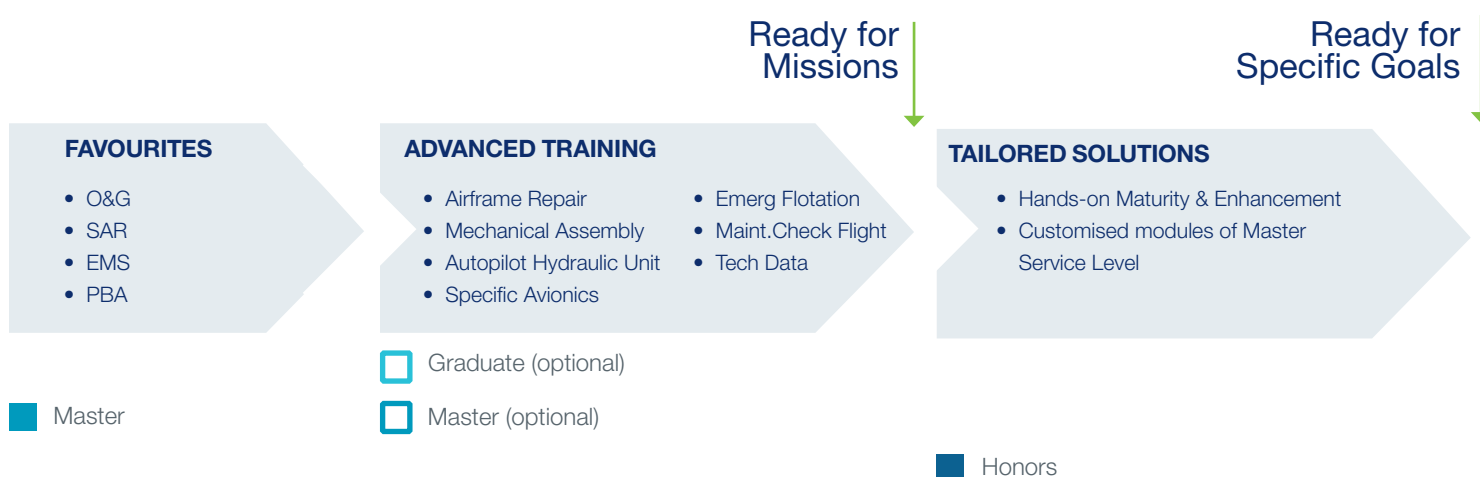 Ready for
Missions
Ready for
Specific Goals
FAVOURITES
• O&G
• SAR
• EMS
• PBA
Master
ADVANCED TRAINING
• Airframe Repair
• Mechanical Assembly
• Autopilot Hydraulic Unit
• Specific Avionics
• Emerg Flotation
• Maint.Check Flight
• Tech Data
Graduate (optional)
Master (optional)
TAILORED SOLUTIONS
• Hands-on Maturity & Enhancement
• Customised modules of Master
Service Level
Honors